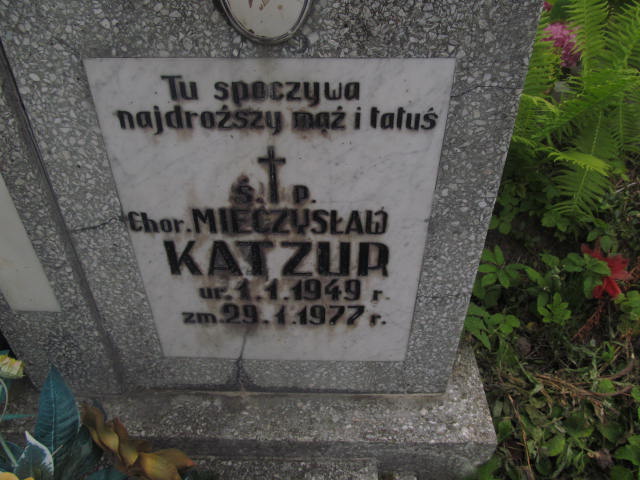 Tu spoczywa
najdroższy mąż i tatuś
ś. p.
Chor. MIECZYSŁAW
KATZUR
ur. 1.1.1949 r.
zm. 29.1.1977 r.